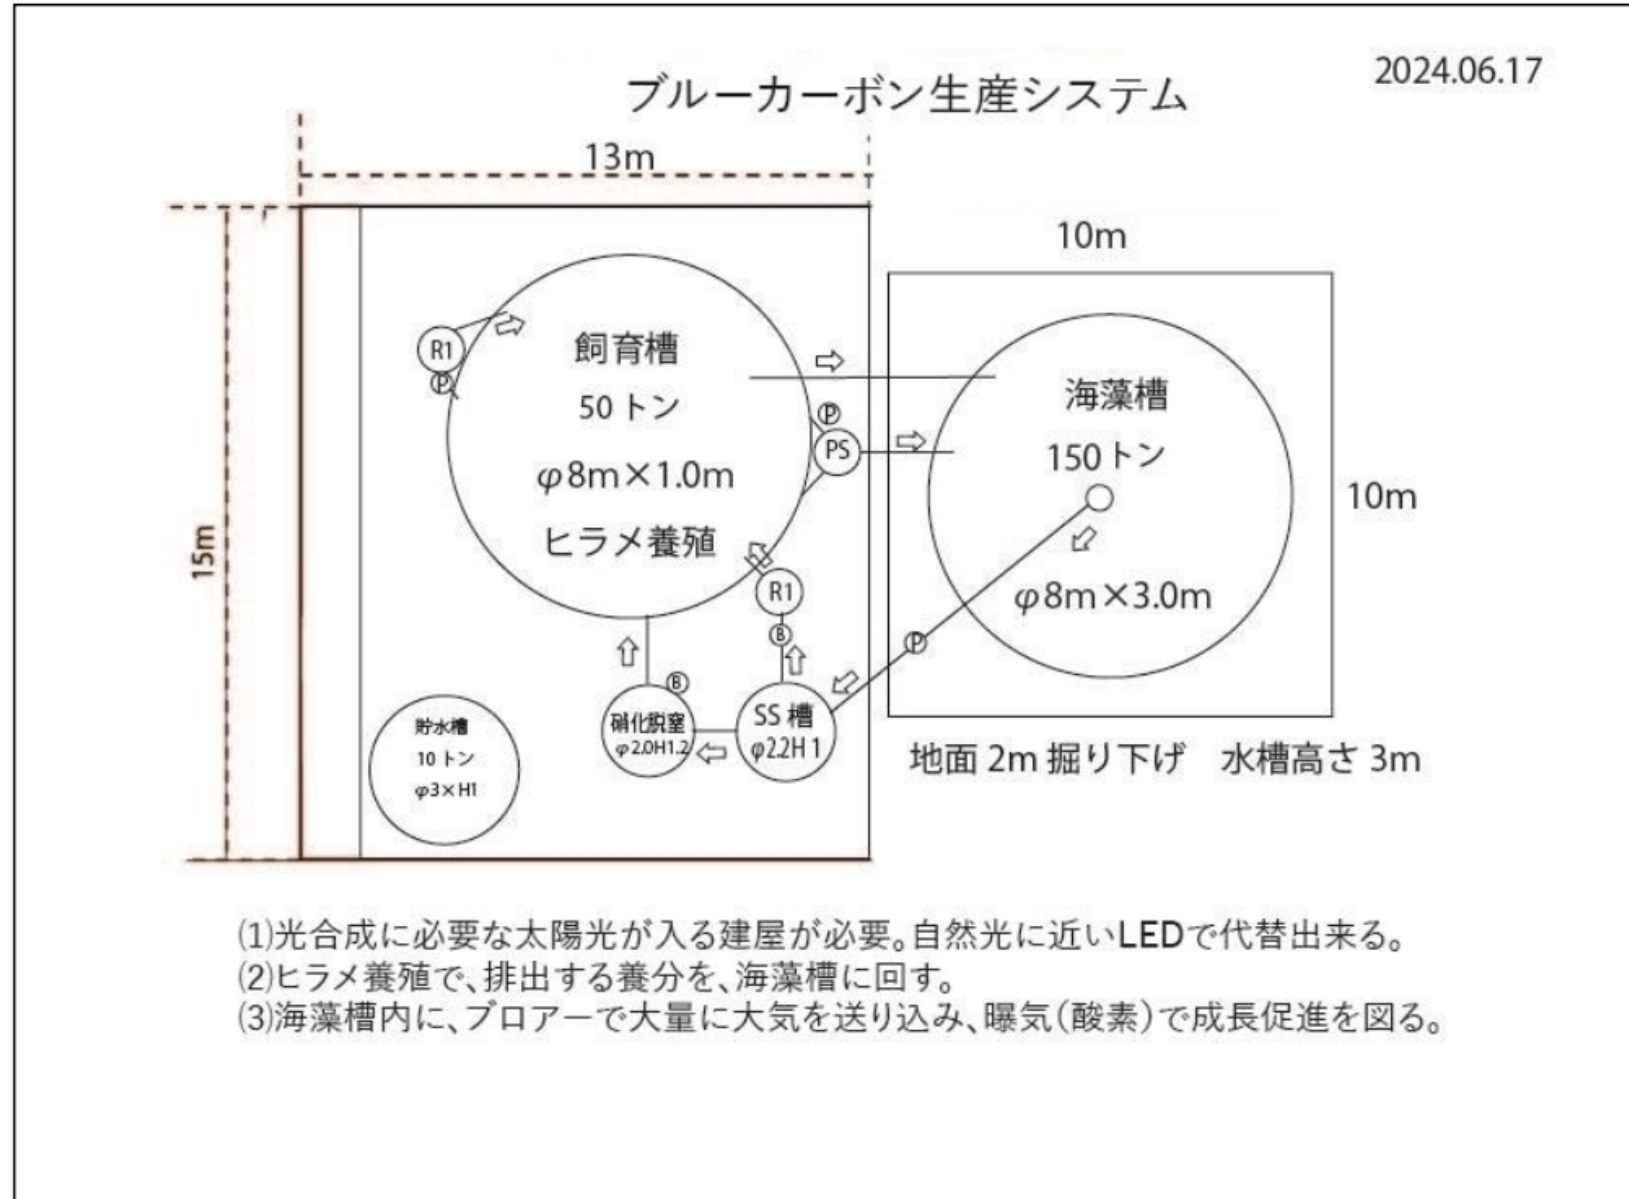 2024.06.17
ブルーカーボン生産システム
13m
10m
15m
10m
R1
P
飼育槽
50 トン
φ8m×1.0m
ヒラメ養殖
P
PS
海藻槽
150トン
φ8m×3.0m
P
R1
B
B
硝化脱窒
φ2.0H1.2
SS 槽
φ2.2H 1
貯水槽
10 トン
φ3×H1
地面 2m 掘り下げ　水槽高さ 3m
(1)光合成に必要な太陽光が入る建屋が必要。自然光に近いLEDで代替出来る。
(2)ヒラメ養殖で、排出する養分を、海藻槽に回す。
(3)海藻槽内に、ブロアーで大量に大気を送り込み、曝気(酸素)で成長促進を図る。